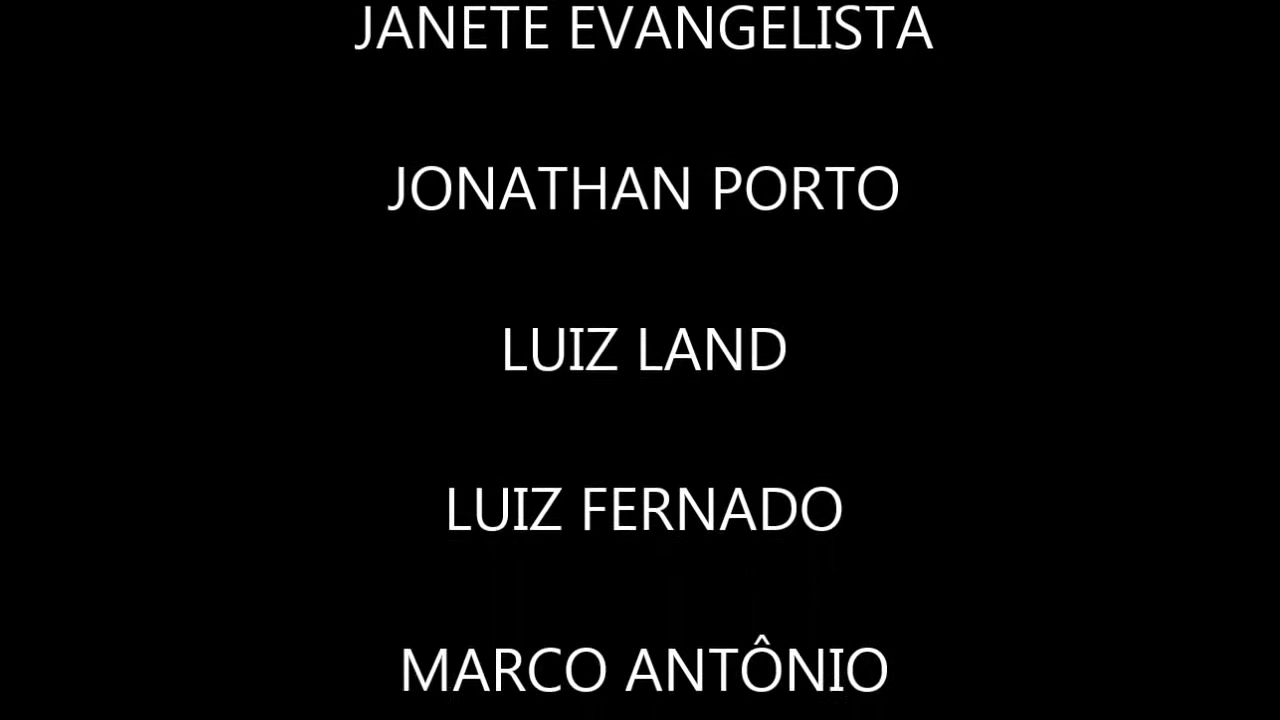 JANETE EVANGELISTA
JONATHAN PORTO
LUIZ LAND
LUIZ FERNADO
MARCO ANTÔNIO